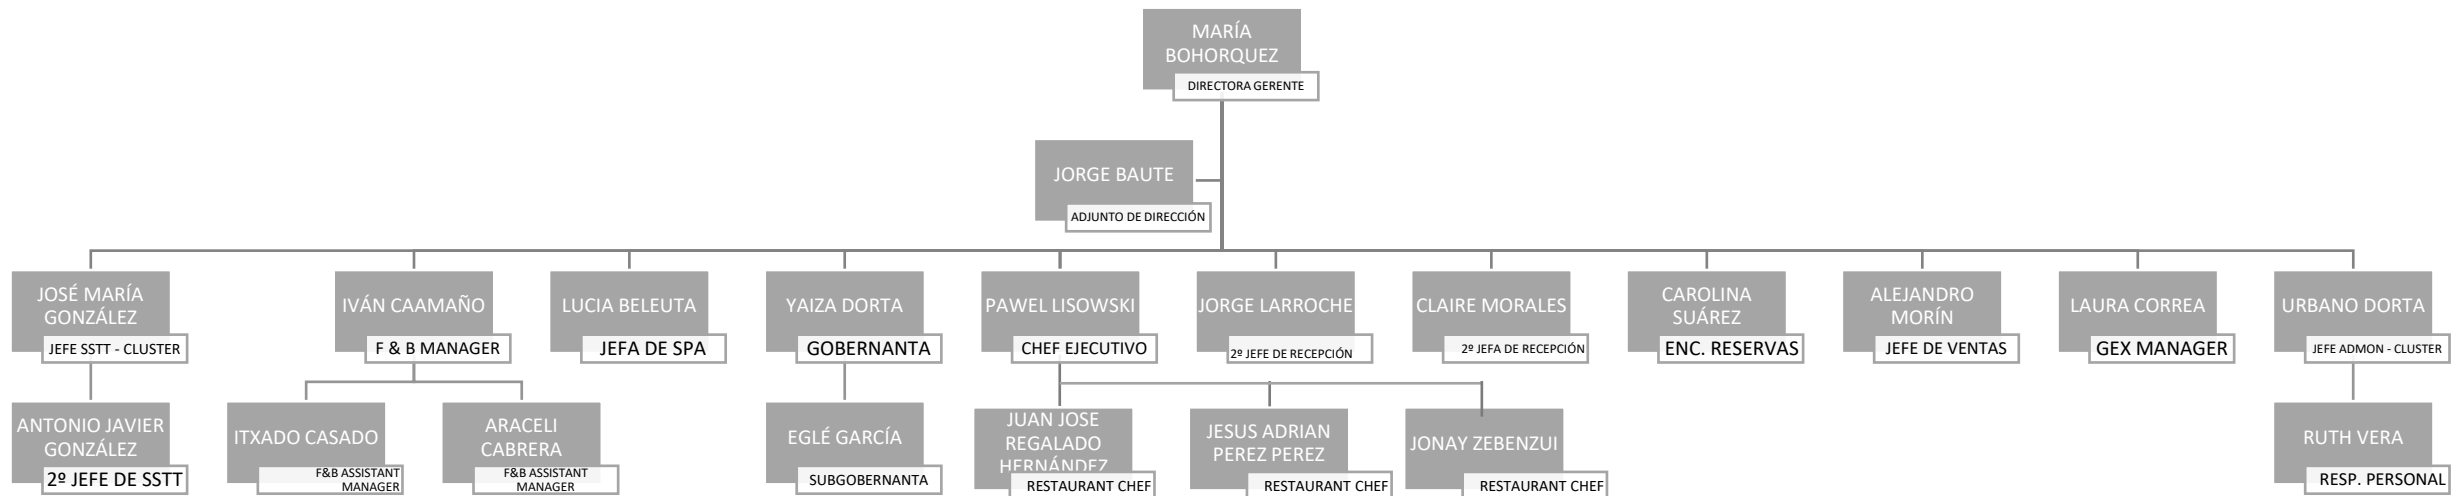 MARÍA
BOHORQUEZ
DIRECTORA GERENTE
JORGE BAUTE
ADJUNTO DE DIRECCIÓN
JOSÉ MARÍA
GONZÁLEZ
JEFE SSTT - CLUSTER
IVÁN CAAMAÑO
F & B MANAGER
LUCIA BELEUTA
JEFA DE SPA
YAIZA DORTA
GOBERNANTA
PAWEL LISOWSKI
CHEF EJECUTIVO
JORGE LARROCHE
2º JEFE DE RECEPCIÓN
CLAIRE MORALES
2º JEFA DE RECEPCIÓN
CAROLINA
SUÁREZ
ENC. RESERVAS
ALEJANDRO
MORÍN
JEFE DE VENTAS
LAURA CORREA
GEX MANAGER
URBANO DORTA
JEFE ADMON - CLUSTER
ANTONIO JAVIER
GONZÁLEZ
2º JEFE DE SSTT
ITXADO CASADO
F&B ASSISTANT
MANAGER
ARACELI
CABRERA
F&B ASSISTANT
MANAGER
EGLÉ GARCÍA
SUBGOBERNANTA
JUAN JOSE
REGALADO
HERNÁNDEZ
RESTAURANT CHEF
JESUS ADRIAN
PEREZ PEREZ
RESTAURANT CHEF
JONAY ZEBENZUI
RESTAURANT CHEF
RUTH VERA
RESP. PERSONAL